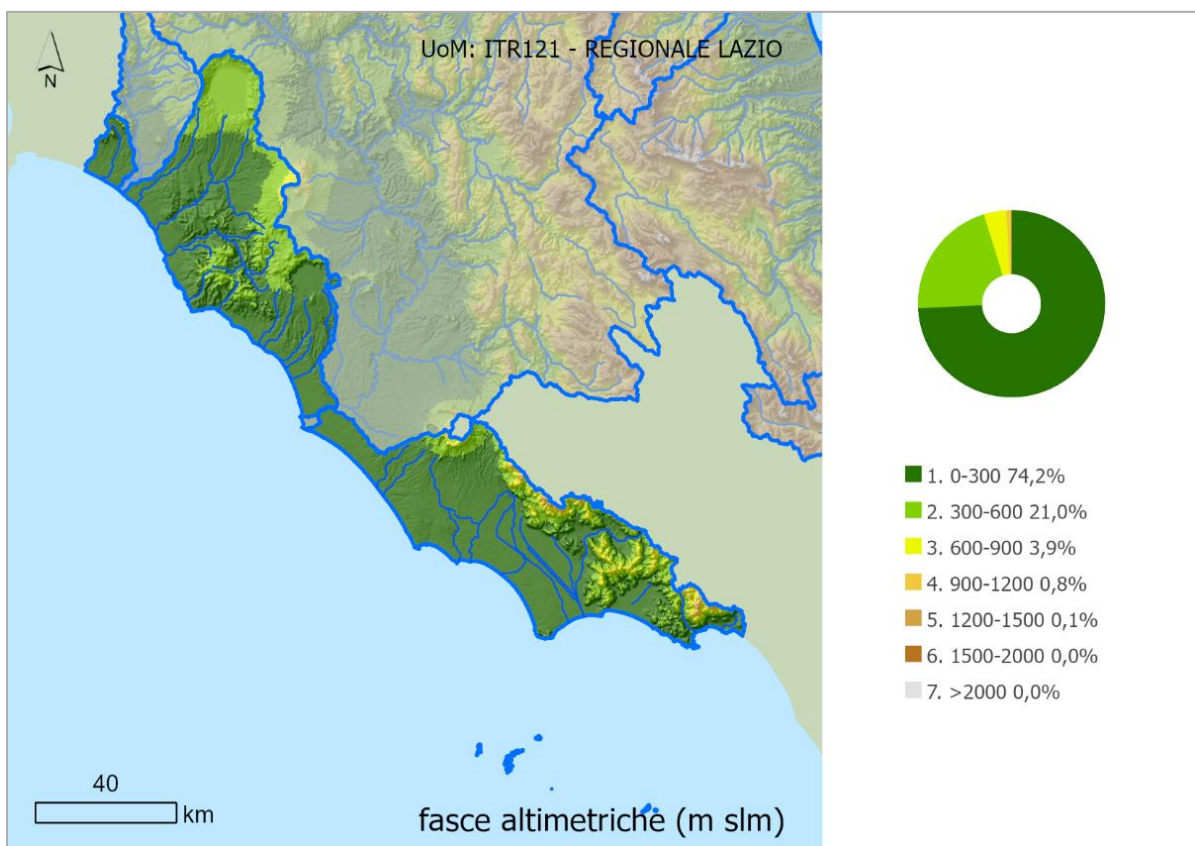 UoM: ITR121 - REGIONALE LAZIO
N
1. 0-300 74,2%
2. 300-600 21,0%
3. 600-900 3,9%
4. 900-1200 0,8%
5. 1200-1500 0,1%
6. 1500-2000 0,0%
7. >2000 0,0%
40
km
fasce altimetriche (m slm)